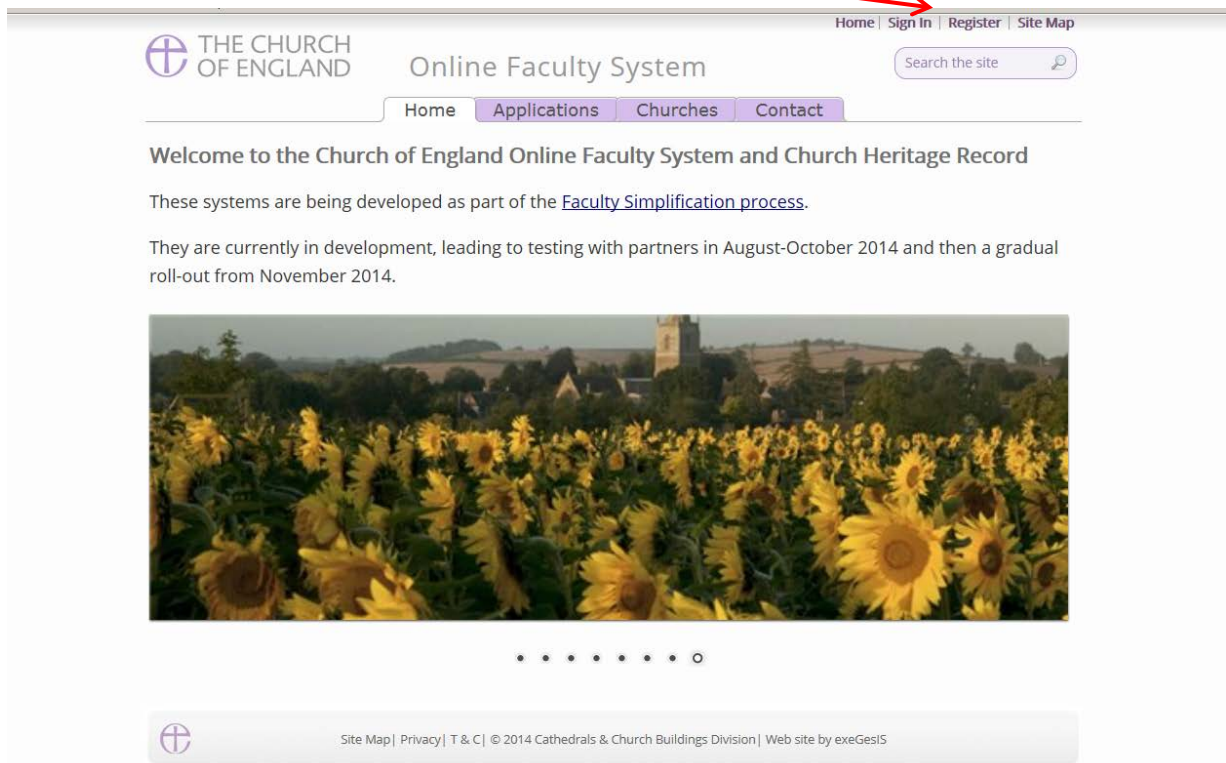 Home | Sign In | Register | Site Map
THE CHURCH
OF ENGLAND
Online Faculty System
Search the site
Home Applications Churches Contact
Welcome to the Church of England Online Faculty System and Church Heritage Record
These systems are being developed as part of the Faculty Simplification process.
They are currently in development, leading to testing with partners in August-October 2014 and then a gradual
roll-out from November 2014.
Site Map| Privacy| T & C| © 2014 Cathedrals & Church Buildings Division| Web site by exeGesIS